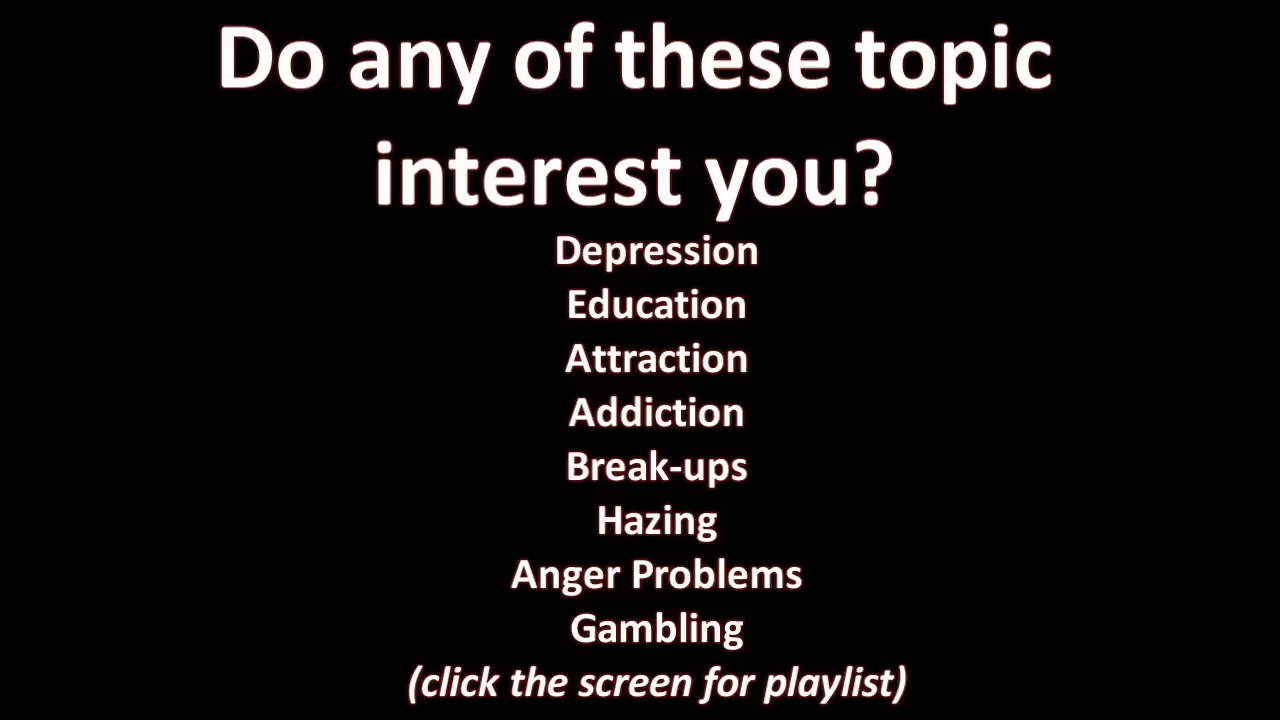 Do any of these topic
interest you?
Depression
Education
Attraction
Addiction
Break-ups
Hazing
Anger Problems
Gambling
(click the screen for playlist)